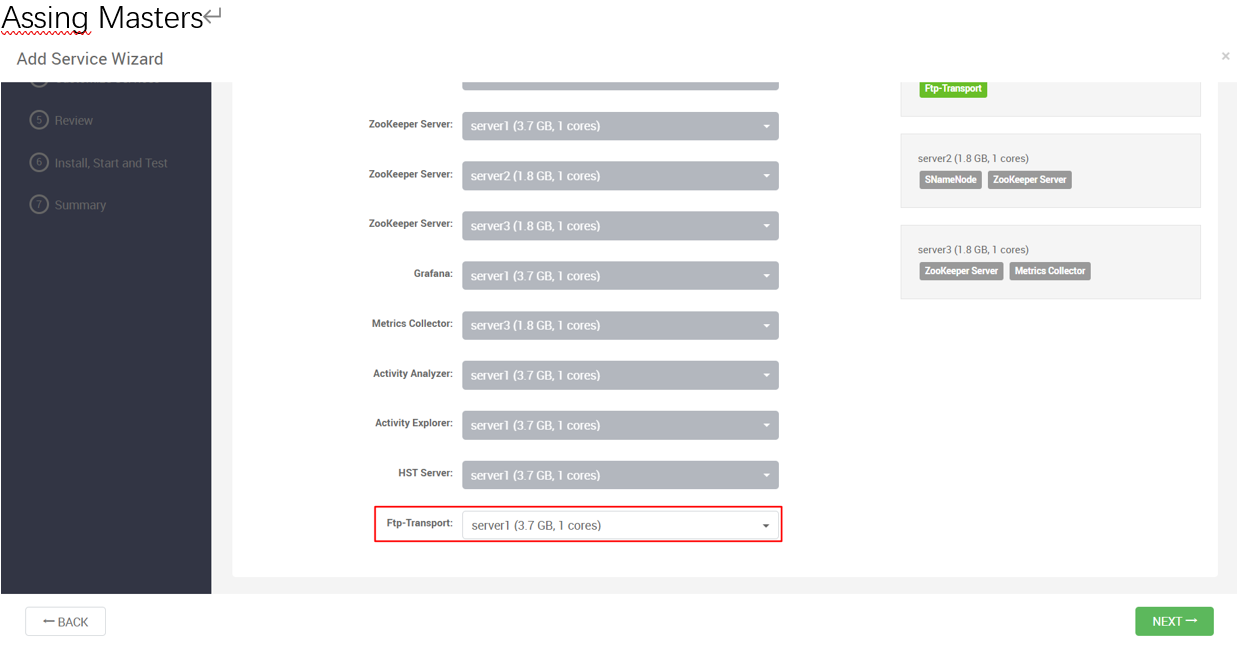 Assing Masters
Add Service Wizard
×
5 Review
6 Install, Start and Test
7 Summary
ZooKeeper Server: server1 (3.7 GB, 1 cores)
ZooKeeper Server: server2 (1.8 GB, 1 cores)
ZooKeeper Server: server3 (1.8 GB, 1 cores)
Grafana: server1 (3.7 GB, 1 cores)
Metrics Collector: server3 (1.8 GB, 1 cores)
Activity Analyzer: server1 (3.7 GB, 1 cores)
Activity Explorer: server1 (3.7 GB, 1 cores)
HST Server: server1 (3.7 GB, 1 cores)
Ftp-Transport: server1 (3.7 GB, 1 cores)
Ftp-Transport
server2 (1.8 GB, 1 cores)
SNameNode ZooKeeper Server
server3 (1.8 GB, 1 cores)
ZooKeeper Server Metrics Collector
← BACK
NEXT →